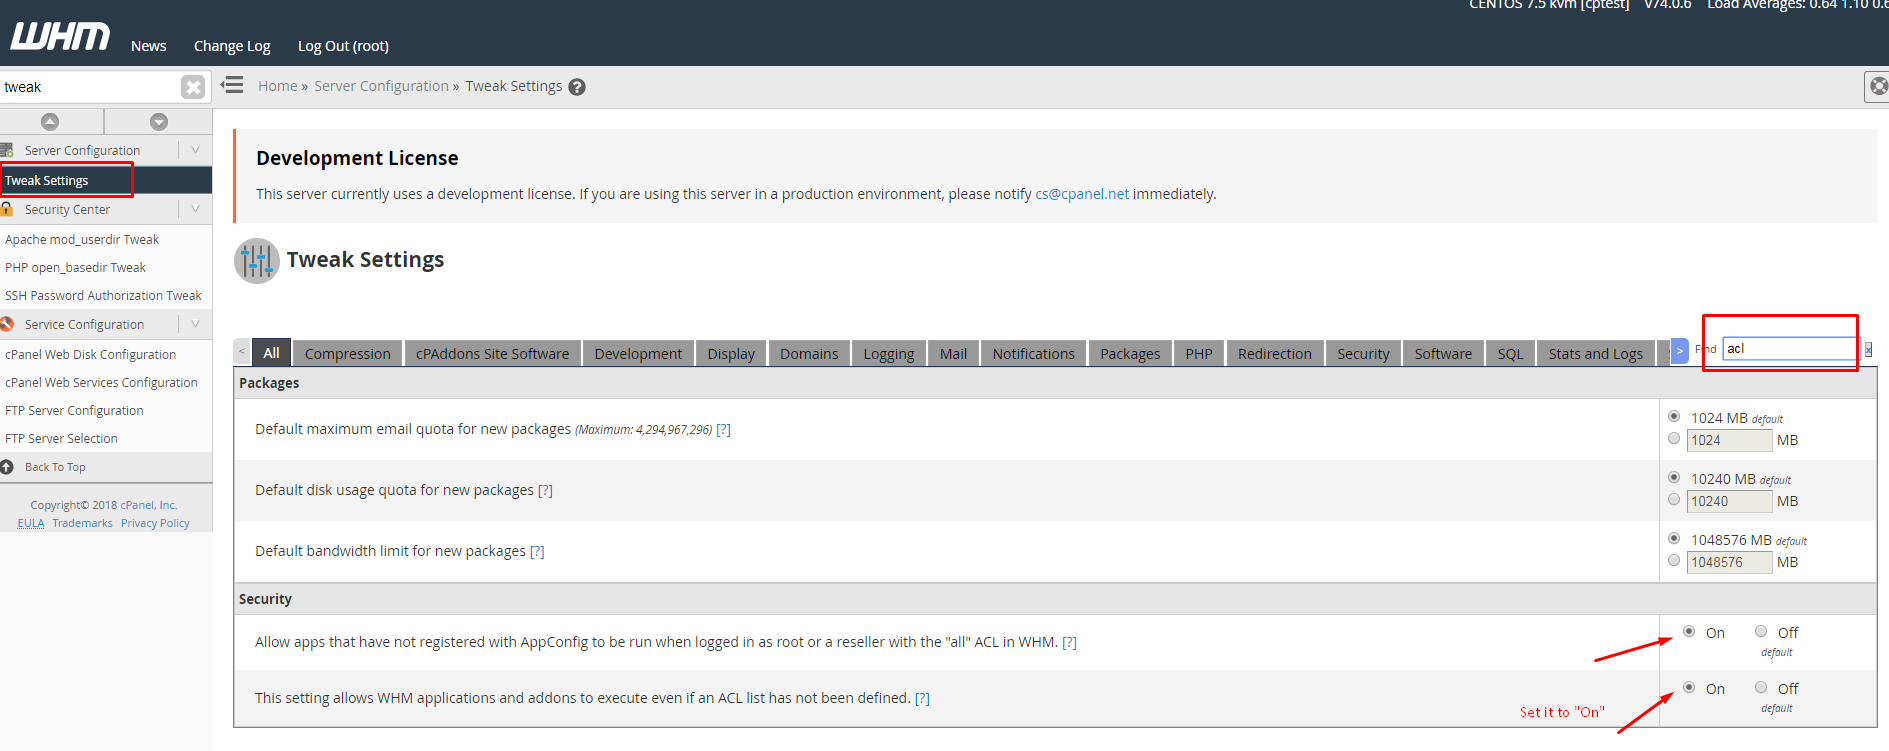 CENTOS 7.5 kvm [cptest] v74.0.6 Load Averages: 0.64 1.10 0.6
WHM News Change Log Log Out (root)
tweak
Home » Server Configuration » Tweak Settings ?
Server Configuration
Tweak Settings
Security Center
Apache mod_userdir Tweak
PHP open_basedir Tweak
SSH Password Authorization Tweak
Service Configuration
cPanel Web Disk Configuration
cPanel Web Services Configuration
FTP Server Configuration
FTP Server Selection
Back To Top
Copyright© 2018 cPanel, Inc.
EULA Trademarks Privacy Policy
Development License
This server currently uses a development license. If you are using this server in a production environment, please notify cs@cpanel.net immediately.
Tweak Settings
< All Compression cPAddons Site Software Development Display Domains Logging Mail Notifications Packages PHP Redirection Security Software SQL Stats and Logs > Find acl x
Packages
Default maximum email quota for new packages (Maximum: 4,294,967,296) [?]
1024 MB default
1024 MB
Default disk usage quota for new packages [?]
10240 MB default
10240 MB
Default bandwidth limit for new packages [?]
1048576 MB default
1048576 MB
Security
Allow apps that have not registered with AppConfig to be run when logged in as root or a reseller with the "all" ACL in WHM. [?]
On Off
default
This setting allows WHM applications and addons to execute even if an ACL list has not been defined. [?]
On Off
default
Set it to "On"